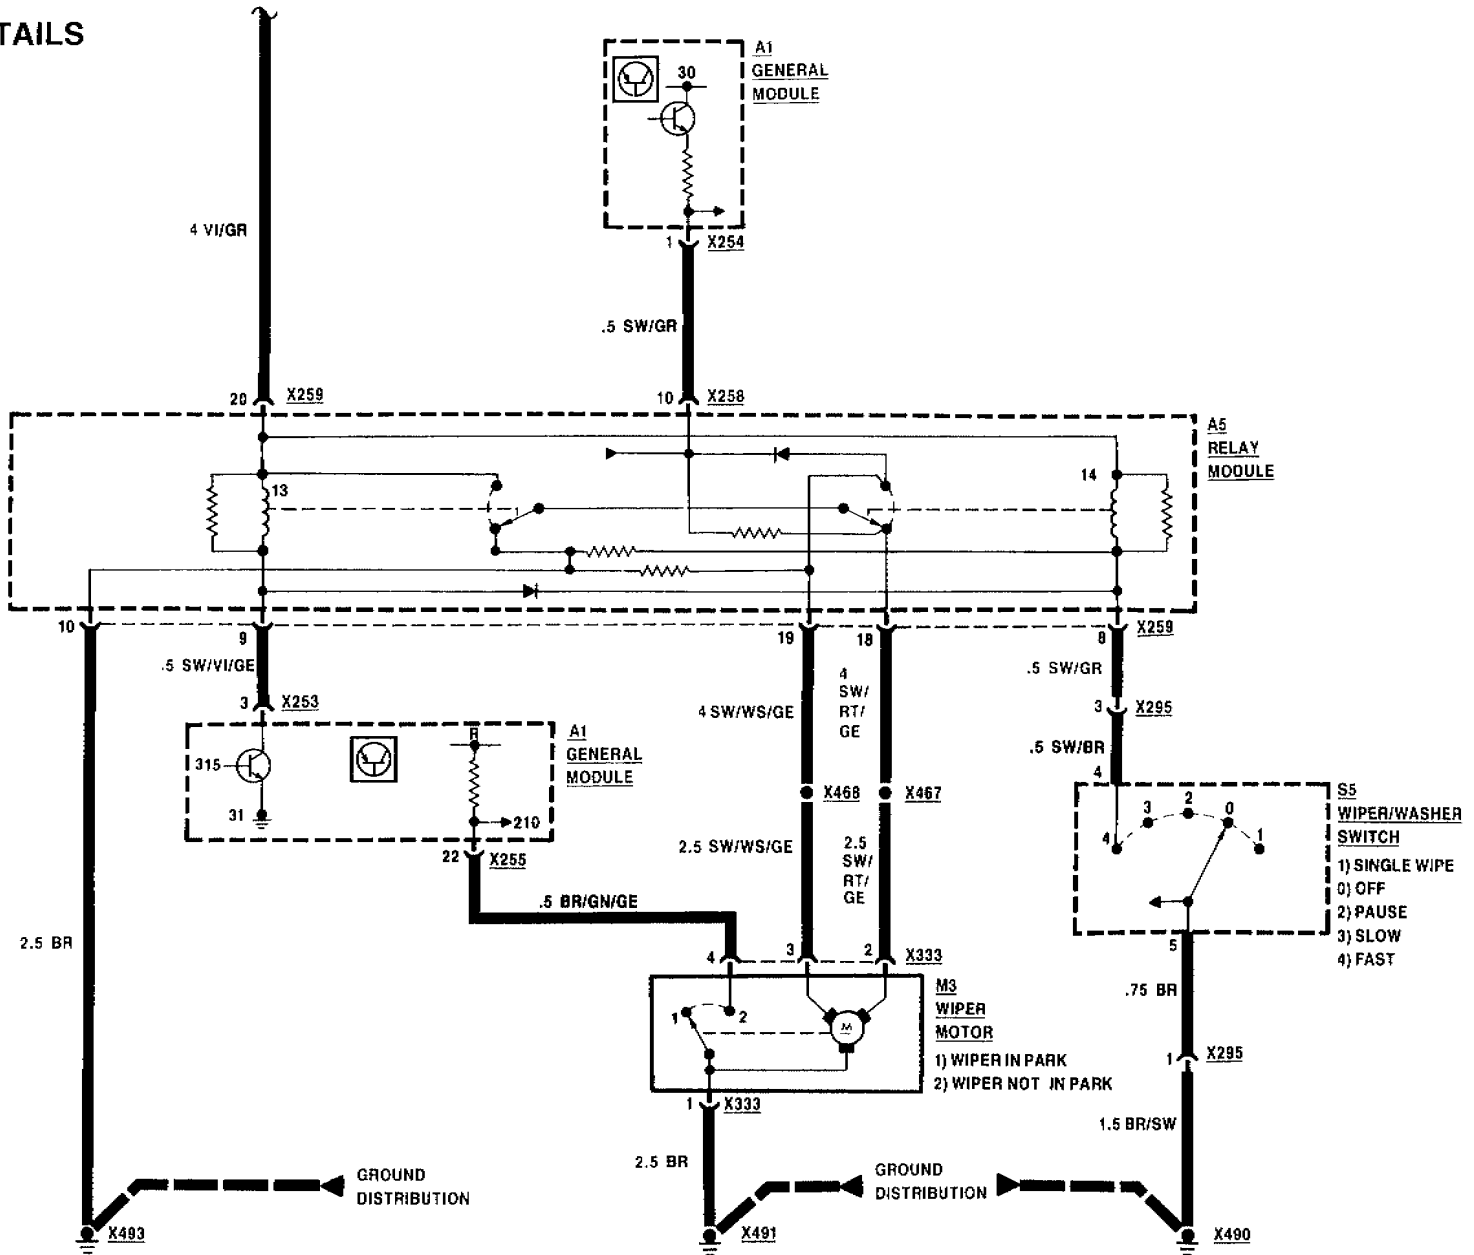 TAILS
A1
GENERAL
MODULE
30
4 VI/GR
1 X254
.5 SW/GR
20 X259
10 X258
A5
RELAY
MODULE
13
14
10
9
19
18
8
X259
.5 SW/VI/GE
3 X253
4 SW/WS/GE
4
SW/
RT/
GE
.5 SW/GR
3 X295
.5 SW/BR
4
A1
GENERAL
MODULE
R
315
31
210
22 X255
X468
X467
2.5 SW/WS/GE
2.5
SW/
RT/
GE
S5
WIPER/WASHER
SWITCH
1) SINGLE WIPE
0) OFF
2) PAUSE
3) SLOW
4) FAST
4
3
2
0
1
5
.5 BR/GN/GE
2.5 BR
4
3
2
X333
M3
WIPER
MOTOR
1) WIPER IN PARK
2) WIPER NOT IN PARK
1
2
M
.75 BR
1 X295
1 X333
1.5 BR/SW
2.5 BR
GROUND
DISTRIBUTION
GROUND
DISTRIBUTION
X493
X491
X490